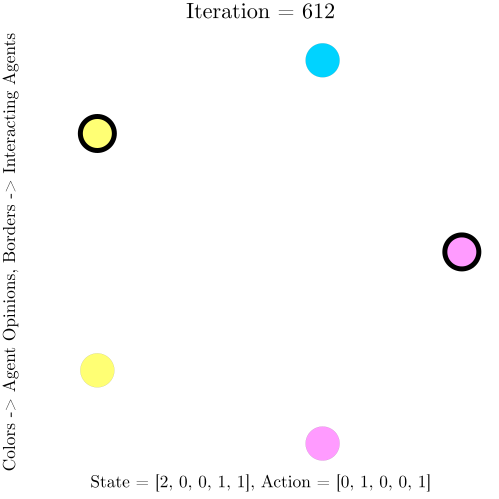 Iteration = 612
Colors -> Agent Opinions, Borders -> Interacting Agents
State = [2, 0, 0, 1, 1], Action = [0, 1, 0, 0, 1]